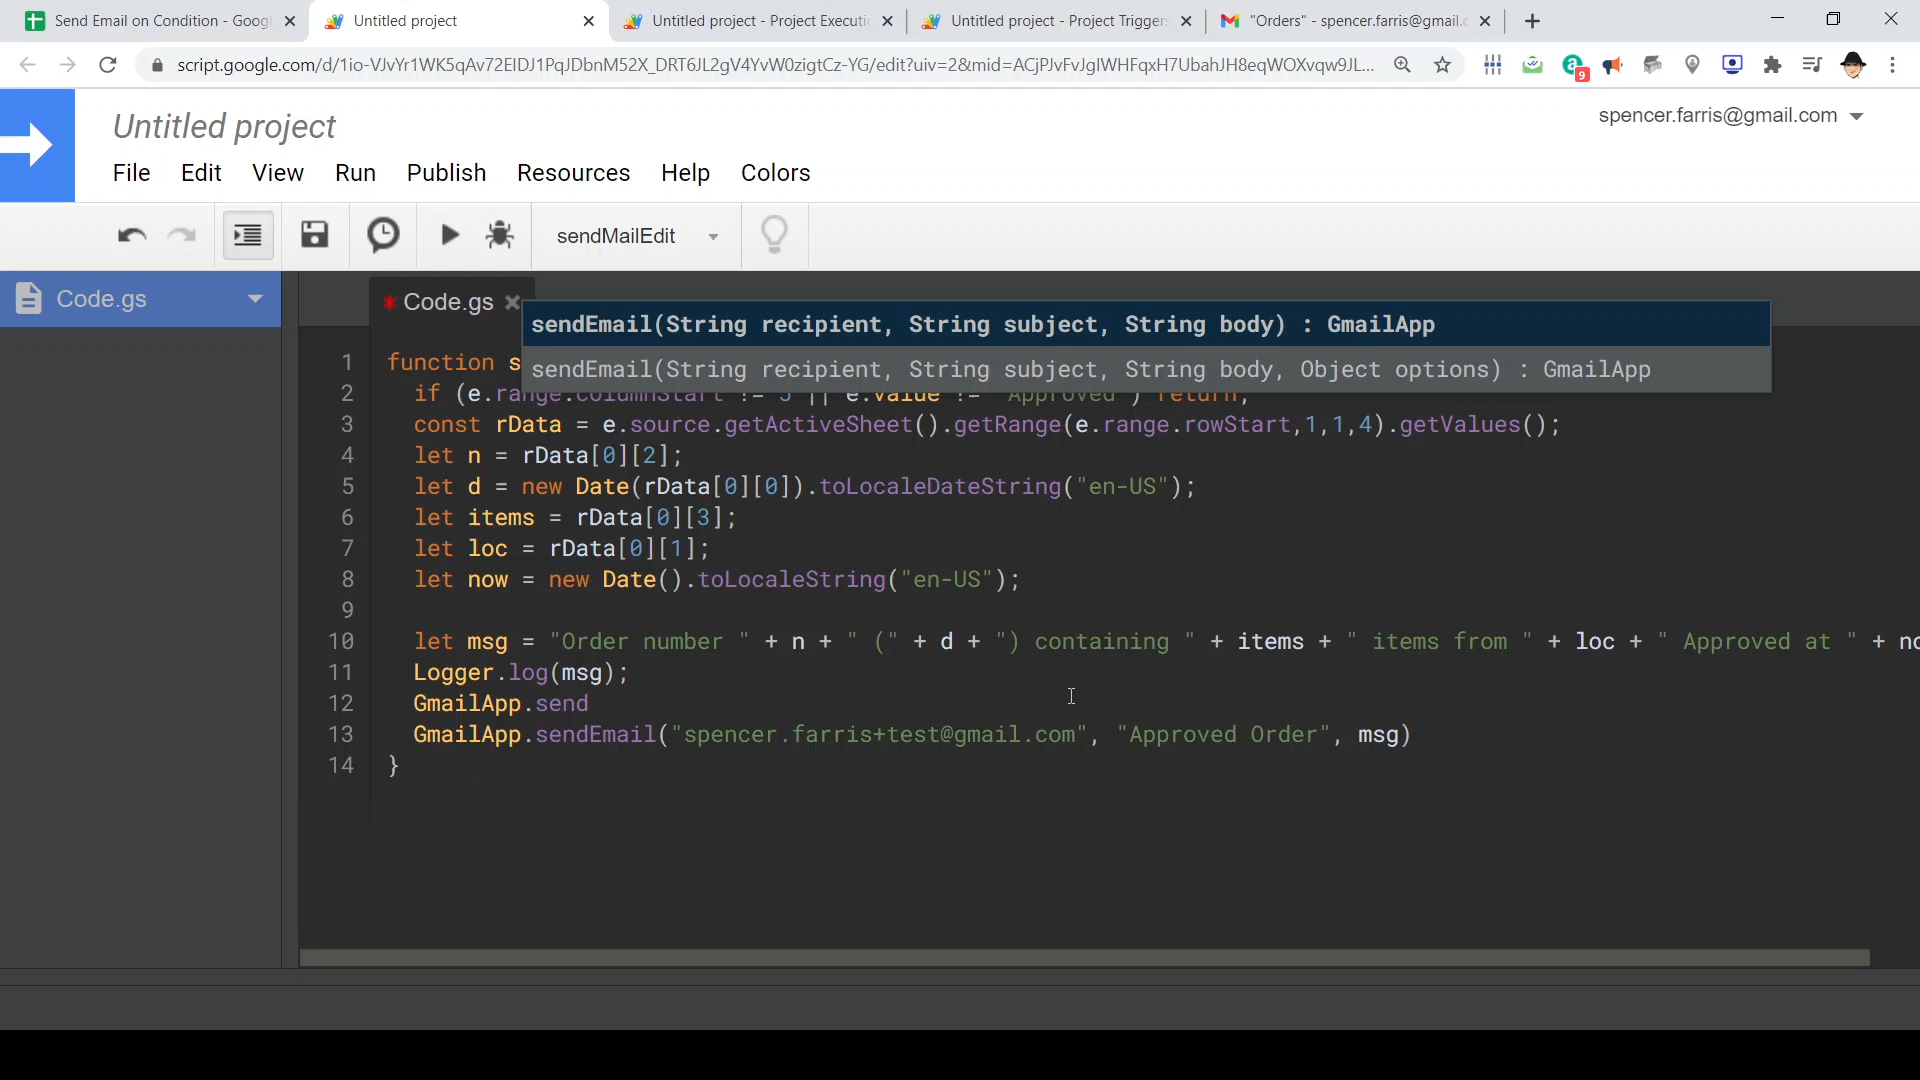 Send Email on Condition - Goog
Untitled project
Untitled project - Project Executi
Untitled project - Project Triggers
"Orders" - spencer.farris@gmail.c
script.google.com/d/1io-VJvYr1WK5qAv72EIDJ1PqJDbnM52X_DRT6JL2gV4YvW0zigtCz-YG/edit?uiv=2&mid=ACjPJvFvJgIWHFqxH7UbahJH8eqWOXvqw9JL...
9
Untitled project
spencer.farris@gmail.com
File Edit View Run Publish Resources Help Colors
sendMailEdit
Code.gs
* Code.gs
sendEmail(String recipient, String subject, String body) : GmailApp
sendEmail(String recipient, String subject, String body, Object options) : GmailApp
1 function s
2 if (e.range.columnStart != 5 || e.value != "Approved") return;
3 const rData = e.source.getActiveSheet().getRange(e.range.rowStart,1,1,4).getValues();
4 let n = rData[0][2];
5 let d = new Date(rData[0][0]).toLocaleDateString("en-US");
6 let items = rData[0][3];
7 let loc = rData[0][1];
8 let now = new Date().toLocaleString("en-US");
9
10 let msg = "Order number " + n + " (" + d + ") containing " + items + " items from " + loc + " Approved at " + no
11 Logger.log(msg);
12 GmailApp.send
13 GmailApp.sendEmail("spencer.farris+test@gmail.com", "Approved Order", msg)
14 }